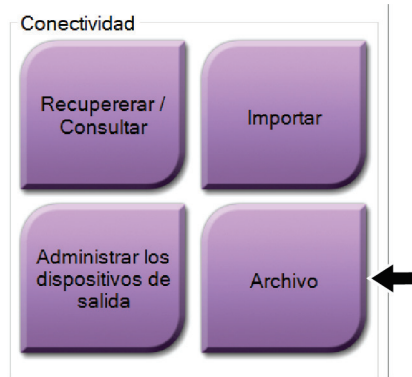 Conectividad
Recupererar /
Consultar
Importar
Administrar los
dispositivos de
salida
Archivo